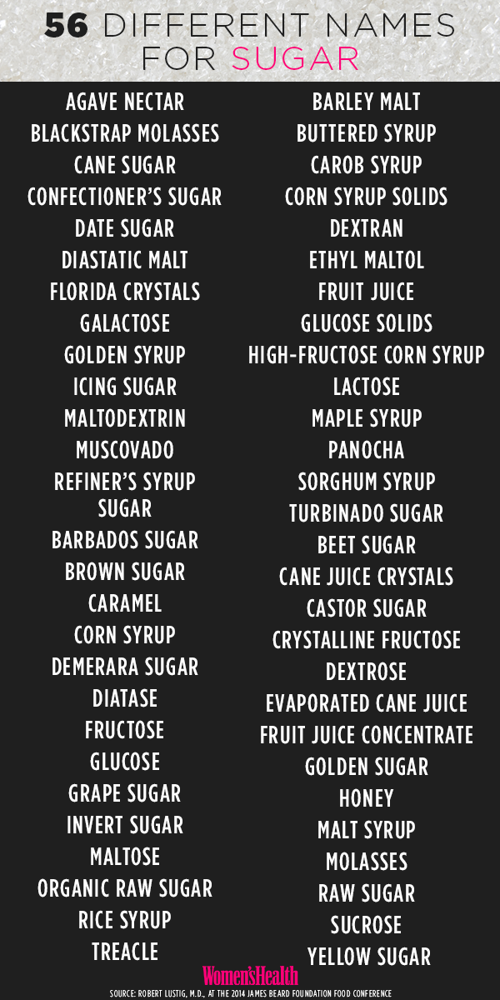 56 DIFFERENT NAMES
FOR SUGAR
AGAVE NECTAR
BLACKSTRAP MOLASSES
CANE SUGAR
CONFECTIONER'S SUGAR
DATE SUGAR
DIASTATIC MALT
FLORIDA CRYSTALS
GALACTOSE
GOLDEN SYRUP
ICING SUGAR
MALTODEXTRIN
MUSCOVADO
REFINER'S SYRUP
SUGAR
BARBADOS SUGAR
BROWN SUGAR
CARAMEL
CORN SYRUP
DEMERARA SUGAR
DIATASE
FRUCTOSE
GLUCOSE
GRAPE SUGAR
INVERT SUGAR
MALTOSE
ORGANIC RAW SUGAR
RICE SYRUP
TREACLE
BARLEY MALT
BUTTERED SYRUP
CAROB SYRUP
CORN SYRUP SOLIDS
DEXTRAN
ETHYL MALTOL
FRUIT JUICE
GLUCOSE SOLIDS
HIGH-FRUCTOSE CORN SYRUP
LACTOSE
MAPLE SYRUP
PANOCHA
SORGHUM SYRUP
TURBINADO SUGAR
BEET SUGAR
CANE JUICE CRYSTALS
CASTOR SUGAR
CRYSTALLINE FRUCTOSE
DEXTROSE
EVAPORATED CANE JUICE
FRUIT JUICE CONCENTRATE
GOLDEN SUGAR
HONEY
MALT SYRUP
MOLASSES
RAW SUGAR
SUCROSE
YELLOW SUGAR
Women'sHealth
SOURCE: ROBERT LUSTIG, M.D., AT THE 2014 JAMES BEARD FOUNDATION FOOD CONFERENCE